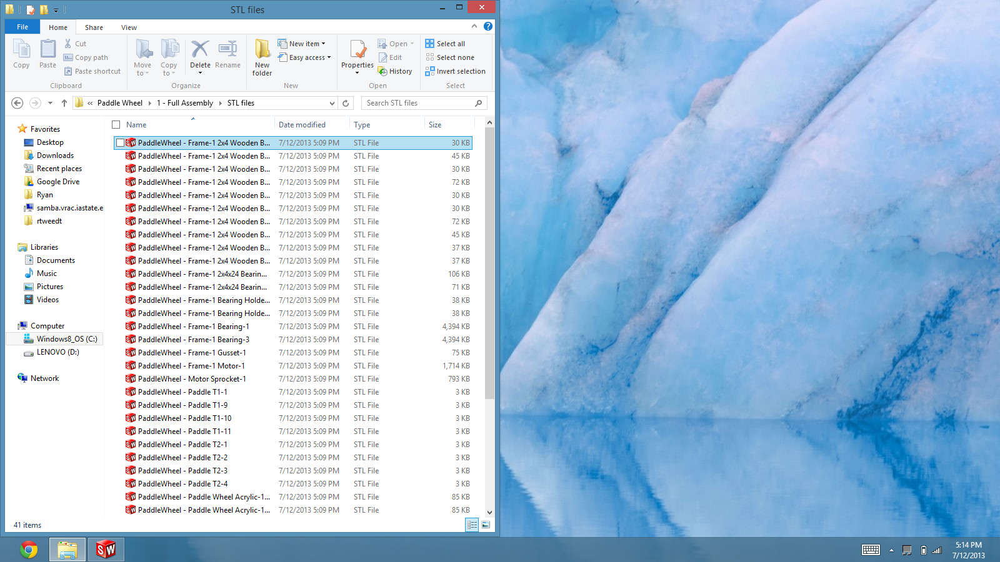 STL files
File Home Share View
Copy
Paste
Cut
Copy path
Paste shortcut
Clipboard
Move to
Copy to
Delete
Rename
Organize
New folder
New item
Easy access
New
Properties
Open
Edit
History
Open
Select all
Select none
Invert selection
Select
« Paddle Wheel 1 - Full Assembly STL files
Search STL files
Favorites
Desktop
Downloads
Recent places
Google Drive
Ryan
samba.vrac.iastate.e
rtweedt
Libraries
Documents
Music
Pictures
Videos
Computer
Windows8_OS (C:)
LENOVO (D:)
Network
Name Date modified Type Size
PaddleWheel - Frame-1 2x4 Wooden B... 7/12/2013 5:09 PM STL File 30 KB
PaddleWheel - Frame-1 2x4 Wooden B... 7/12/2013 5:09 PM STL File 45 KB
PaddleWheel - Frame-1 2x4 Wooden B... 7/12/2013 5:09 PM STL File 30 KB
PaddleWheel - Frame-1 2x4 Wooden B... 7/12/2013 5:09 PM STL File 72 KB
PaddleWheel - Frame-1 2x4 Wooden B... 7/12/2013 5:09 PM STL File 30 KB
PaddleWheel - Frame-1 2x4 Wooden B... 7/12/2013 5:09 PM STL File 30 KB
PaddleWheel - Frame-1 2x4 Wooden B... 7/12/2013 5:09 PM STL File 72 KB
PaddleWheel - Frame-1 2x4 Wooden B... 7/12/2013 5:09 PM STL File 45 KB
PaddleWheel - Frame-1 2x4 Wooden B... 7/12/2013 5:09 PM STL File 37 KB
PaddleWheel - Frame-1 2x4 Wooden B... 7/12/2013 5:09 PM STL File 37 KB
PaddleWheel - Frame-1 2x4x24 Bearin... 7/12/2013 5:09 PM STL File 106 KB
PaddleWheel - Frame-1 2x4x24 Bearin... 7/12/2013 5:09 PM STL File 71 KB
PaddleWheel - Frame-1 Bearing Holde... 7/12/2013 5:09 PM STL File 38 KB
PaddleWheel - Frame-1 Bearing Holde... 7/12/2013 5:09 PM STL File 38 KB
PaddleWheel - Frame-1 Bearing-1 7/12/2013 5:09 PM STL File 4,394 KB
PaddleWheel - Frame-1 Bearing-3 7/12/2013 5:09 PM STL File 4,394 KB
PaddleWheel - Frame-1 Gusset-1 7/12/2013 5:09 PM STL File 75 KB
PaddleWheel - Frame-1 Motor-1 7/12/2013 5:09 PM STL File 1,714 KB
PaddleWheel - Motor Sprocket-1 7/12/2013 5:09 PM STL File 793 KB
PaddleWheel - Paddle T1-1 7/12/2013 5:09 PM STL File 3 KB
PaddleWheel - Paddle T1-9 7/12/2013 5:09 PM STL File 3 KB
PaddleWheel - Paddle T1-10 7/12/2013 5:09 PM STL File 3 KB
PaddleWheel - Paddle T1-11 7/12/2013 5:09 PM STL File 3 KB
PaddleWheel - Paddle T2-1 7/12/2013 5:09 PM STL File 3 KB
PaddleWheel - Paddle T2-2 7/12/2013 5:09 PM STL File 3 KB
PaddleWheel - Paddle T2-3 7/12/2013 5:09 PM STL File 3 KB
PaddleWheel - Paddle T2-4 7/12/2013 5:09 PM STL File 3 KB
PaddleWheel - Paddle Wheel Acrylic-1... 7/12/2013 5:09 PM STL File 85 KB
PaddleWheel - Paddle Wheel Acrylic-1... 7/12/2013 5:09 PM STL File 85 KB
41 items
SW
5:14 PM
7/12/2013